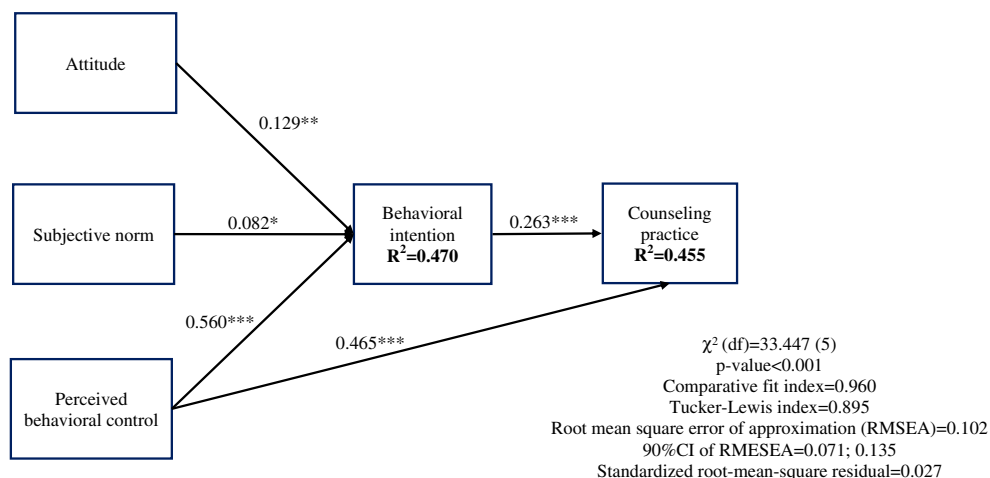 Attitude
0.129**
Subjective norm
0.082*
Behavioral
intention
R²=0.470
0.263***
Counseling
practice
R²=0.455
0.560***
0.465***
Perceived
behavioral control
χ² (df)=33.447 (5)
p-value<0.001
Comparative fit index=0.960
Tucker-Lewis index=0.895
Root mean square error of approximation (RMSEA)=0.102
90%CI of RMESEA=0.071; 0.135
Standardized root-mean-square residual=0.027